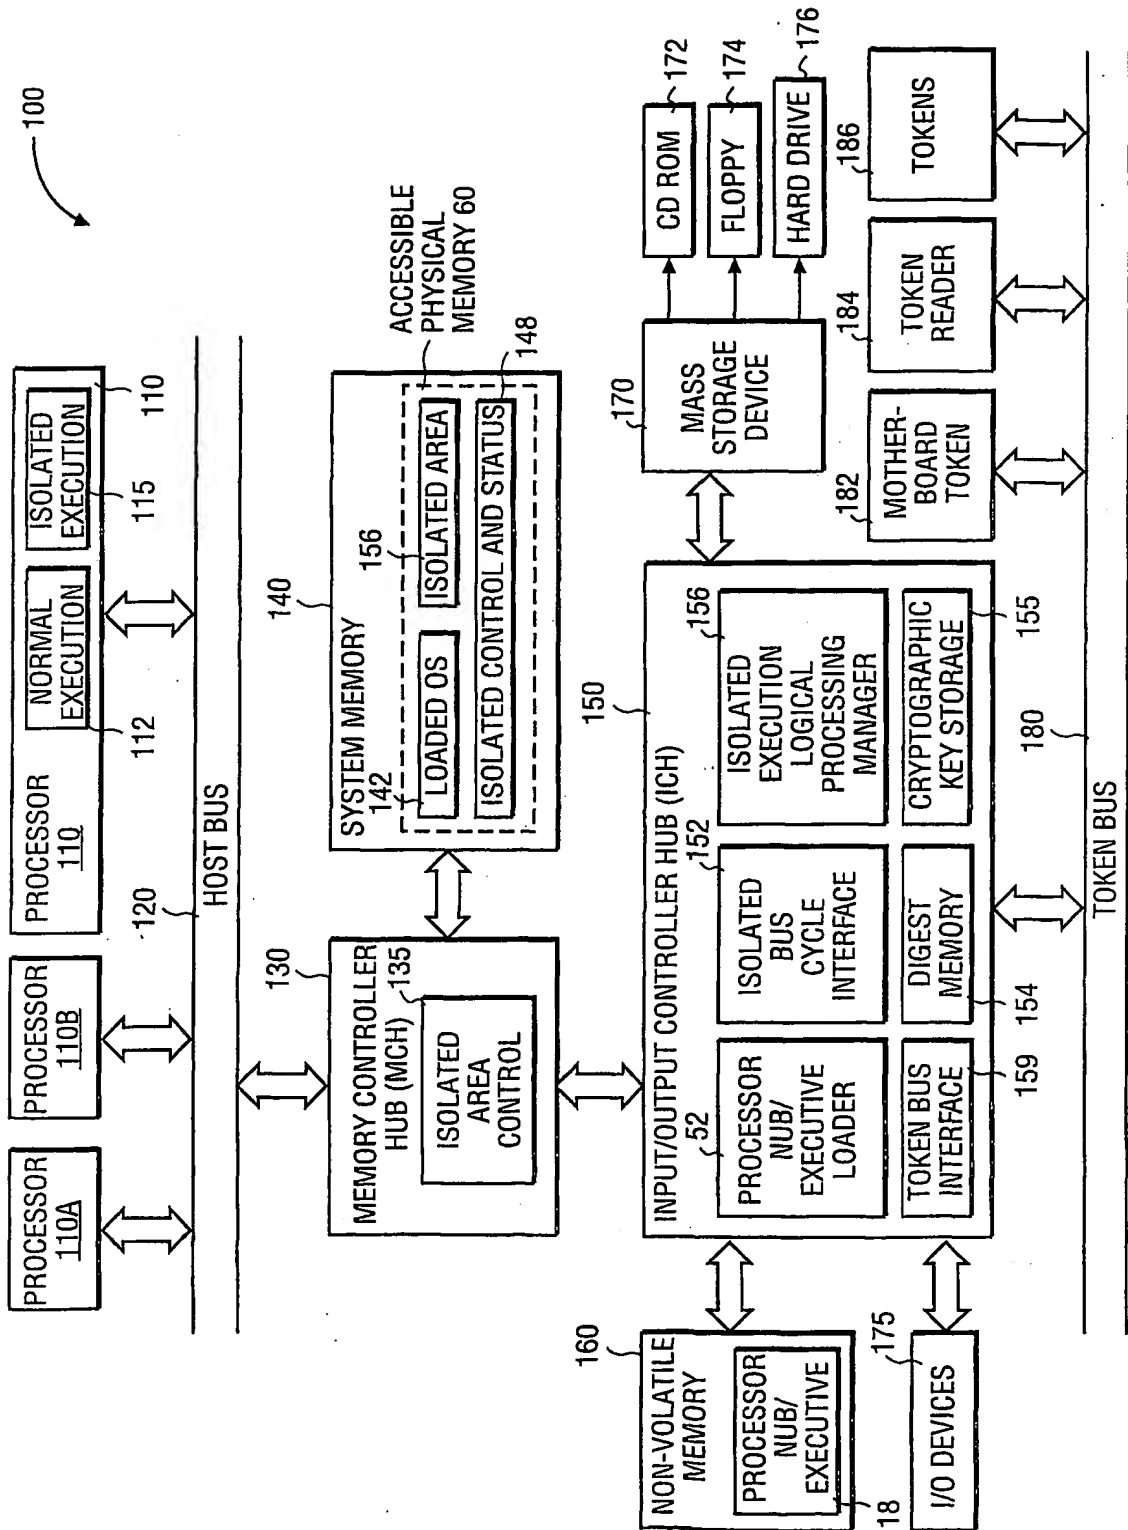 100
PROCESSOR
110A
PROCESSOR
110B
PROCESSOR
110
NORMAL
EXECUTION
112
ISOLATED
EXECUTION
115
110
120
HOST BUS
130
MEMORY CONTROLLER
HUB (MCH)
135
ISOLATED
AREA
CONTROL
140
SYSTEM MEMORY
142
LOADED OS
156
ISOLATED AREA
ISOLATED CONTROL AND STATUS
148
ACCESSIBLE
PHYSICAL
MEMORY 60
160
NON-VOLATILE
MEMORY
PROCESSOR
NUB/
EXECUTIVE
18
175
I/O DEVICES
150
INPUT/OUTPUT CONTROLLER HUB (ICH)
52
PROCESSOR
NUB/
EXECUTIVE
LOADER
152
ISOLATED
BUS
CYCLE
INTERFACE
156
ISOLATED
EXECUTION
LOGICAL
PROCESSING
MANAGER
TOKEN BUS
INTERFACE
159
DIGEST
MEMORY
154
CRYPTOGRAPHIC
KEY STORAGE
155
170
MASS
STORAGE
DEVICE
CD ROM
172
FLOPPY
174
HARD DRIVE
176
182
MOTHER-
BOARD
TOKEN
184
TOKEN
READER
186
TOKENS
180
TOKEN BUS